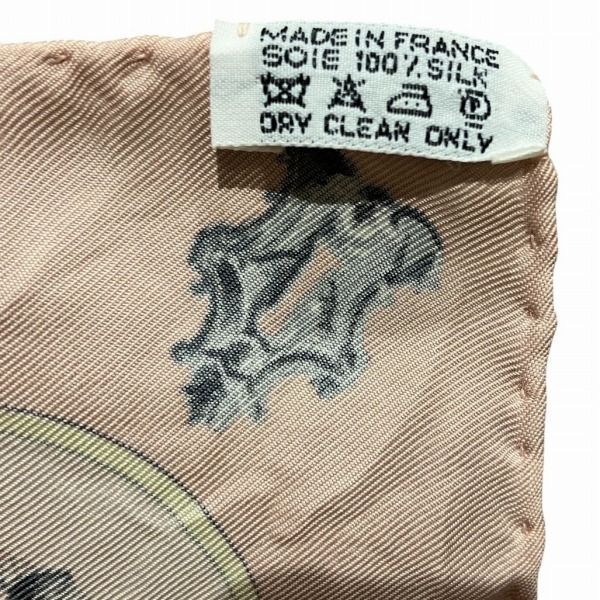 MADE IN FRANCE
SOIE 100% SILK
DRY CLEAN ONLY